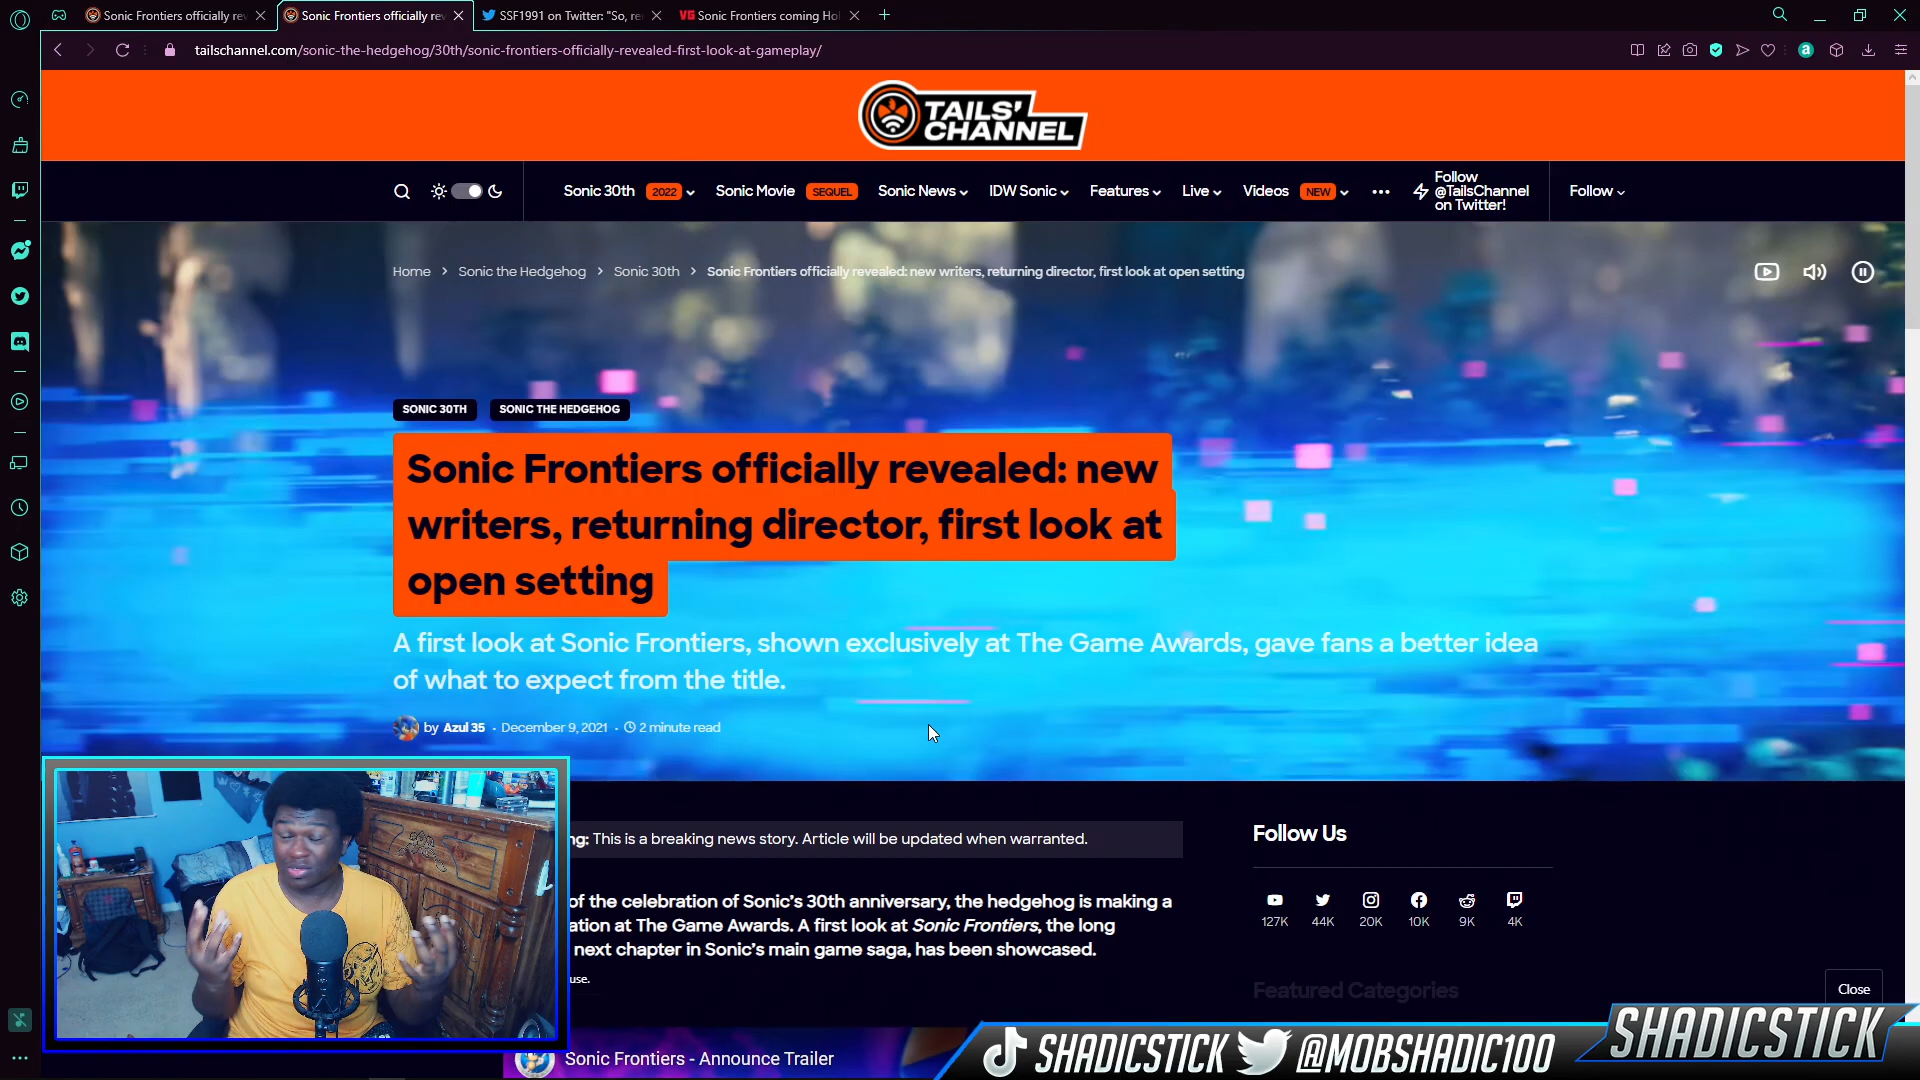 Sonic Frontiers officially rev
Sonic Frontiers officially rev
SSF1991 on Twitter: "So, re
VG Sonic Frontiers coming Hol
tailschannel.com/sonic-the-hedgehog/30th/sonic-frontiers-officially-revealed-first-look-at-gameplay/
a
TAILS'
CHANNEL
Sonic 30th 2022 Sonic Movie SEQUEL Sonic News IDW Sonic Features Live Videos NEW
Follow
@TailsChannel
on Twitter!
Follow
Home > Sonic the Hedgehog > Sonic 30th > Sonic Frontiers officially revealed: new writers, returning director, first look at open setting
SONIC 30TH SONIC THE HEDGEHOG
Sonic Frontiers officially revealed: new
writers, returning director, first look at
open setting
A first look at Sonic Frontiers, shown exclusively at The Game Awards, gave fans a better idea
of what to expect from the title.
by Azul 35 - December 9, 2021 - 2 minute read
ng: This is a breaking news story. Article will be updated when warranted.
of the celebration of Sonic's 30th anniversary, the hedgehog is making a
ation at The Game Awards. A first look at Sonic Frontiers, the long
next chapter in Sonic's main game saga, has been showcased.
use.
Sonic Frontiers - Announce Trailer
Follow Us
127K 44K 20K 10K 9K 4K
Featured Categories
Close
SHADICSTICK @MOBSHADIC100
SHADICSTICK